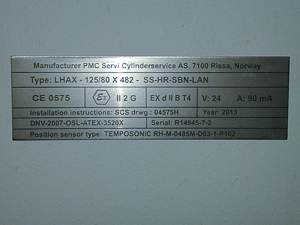 Manufacturer PMC Servi Cylinderservice AS, 7100 Rissa, Norway
Type: LHAX - 125/80 X 482 - SS-HR-SBN-LAN
CE 0575 Ex II 2 G EX d II B T4 V: 24 A: 90 mA
Installation instructions: SCS drwg.: 04575H Year: 2013
DNV-2007-OSL-ATEX-3520X Serial: R14945-7-2
Position sensor type: TEMPOSONIC RH-M-0485M-D63-1-P102